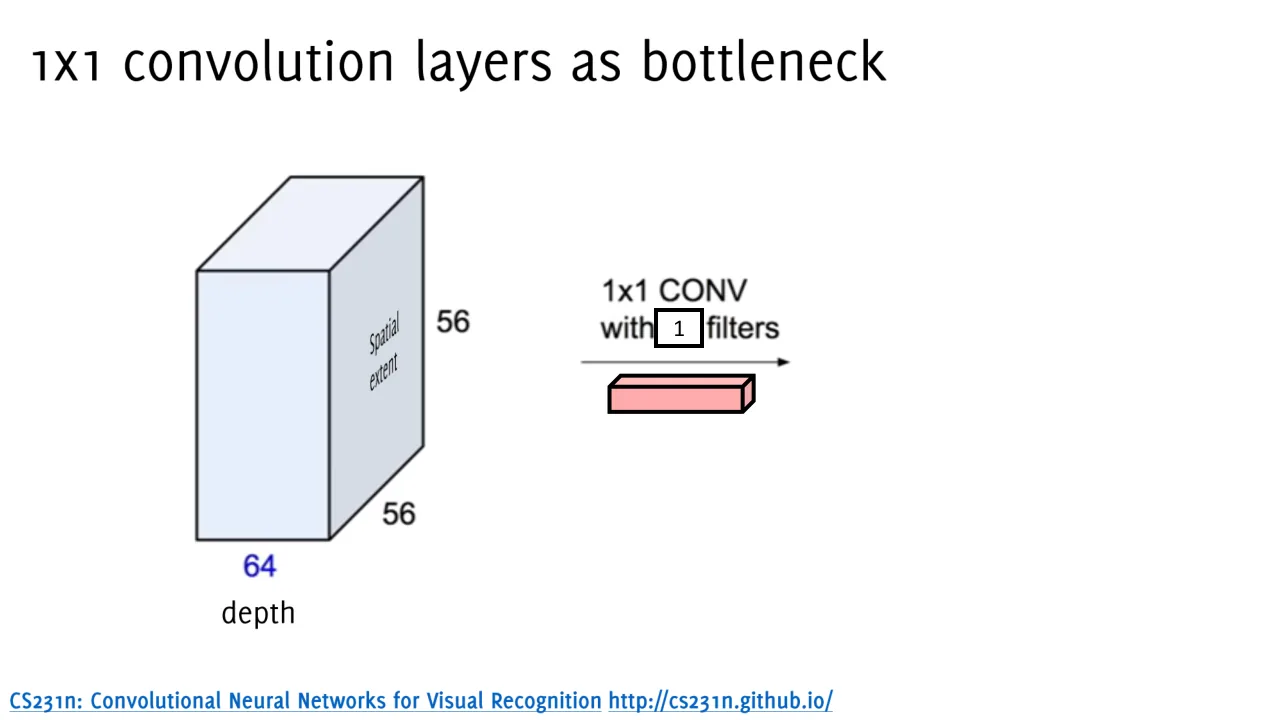 1x1 convolution layers as bottleneck
Spatial
extent
56
56
64
depth
1x1 CONV
with 1 filters
CS231n: Convolutional Neural Networks for Visual Recognition http://cs231n.github.io/